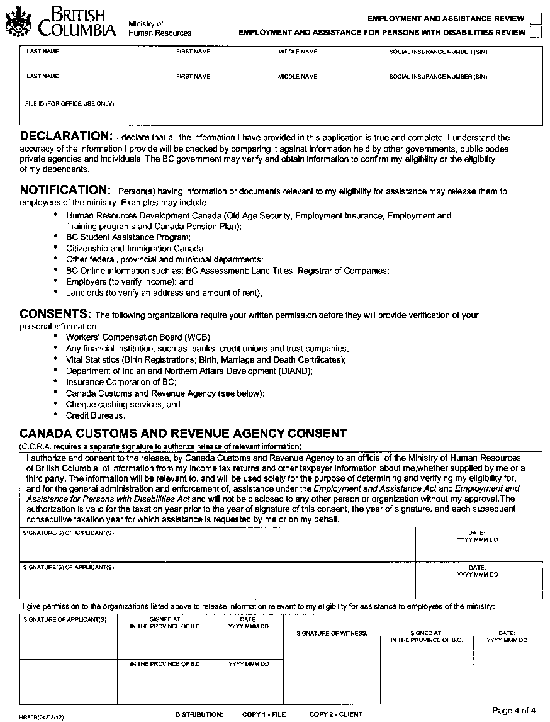 BRITISH
COLUMBIA
Ministry of
Human Resources
EMPLOYMENT AND ASSISTANCE REVIEW
EMPLOYMENT AND ASSISTANCE FOR PERSONS WITH DISABILITIES REVIEW
LAST NAME FIRST NAME MIDDLE NAME SOCIAL INSURANCE NUMBER (SIN)
LAST NAME FIRST NAME MIDDLE NAME SOCIAL INSURANCE NUMBER (SIN)
FILE ID (FOR OFFICE USE ONLY)
DECLARATION: I declare that all the information I have provided in this application is true and complete. I understand the
accuracy of the information I provide will be checked by comparing it against information held by other governments, public bodies
private agencies and individuals. The BC government may verify and obtain information to confirm my eligibility or the eligibility
of my dependents.
NOTIFICATION: Person(s) having information or documents relevant to my eligibility for assistance may release them to
employees of the ministry. Examples may include:
• Human Resources Development Canada (Old Age Security, Employment Insurance, Employment and
Training programs and Canada Pension Plan);
• BC Student Assistance Program;
• Citizenship and Immigration Canada
• Other federal, provincial and municipal departments;
• BC Online information such as: BC Assessment; Land Titles; Registrar of Companies;
• Employers (to verify income); and
• Landlords (to verify an address and amount of rent).
CONSENTS: The following organizations require your written permission before they will provide verification of your
personal information
• Workers' Compensation Board (WCB)
• Any financial institution, such as, banks, credit unions and trust companies;
• Vital Statistics (Birth Registrations; Birth, Marriage and Death Certificates);
• Department of Indian and Northern Affairs Development (DIAND);
• Insurance Corporation of BC;
• Canada Customs and Revenue Agency (see below);
• Cheque cashing services; and
• Credit Bureaus.
CANADA CUSTOMS AND REVENUE AGENCY CONSENT
(C.C.R.A. requires a separate signature to authorize release of relevant information)
I authorize and consent to the release, by Canada Customs and Revenue Agency to an official of the Ministry of Human Resources
of British Columbia, of information from my income tax returns and other taxpayer information about me, whether supplied by me or a
third party. The information will be relevant to, and will be used solely for the purpose of determining and verifying my eligibility for,
and for the general administration and enforcement of, assistance under the Employment and Assistance Act and Employment and
Assistance for Persons with Disabilities Act and will not be disclosed to any other person or organization without my approval. The
authorization is valid for the taxation year prior to the year of signature of this consent, the year of signature, and each subsequent
consecutive taxation year for which assistance is requested by me or on my behalf.
SIGNATURE(S) OF APPLICANT(S) DATE:
YYYY MMM DD
SIGNATURE(S) OF APPLICANT(S) DATE:
YYYY MMM DD
I give permission to the organizations listed above to release information relevant to my eligibility for assistance to employees of the ministry:
SIGNATURE OF APPLICANT(S) SIGNED AT
IN THE PROVINCE OF B.C. DATE
YYYY MMM DD
SIGNATURE OF WITNESS: SIGNED AT
IN THE PROVINCE OF B.C. DATE:
YYYY MMM DD
IN THE PROVINCE OF B.C. YYYY MMM DD
DISTRIBUTION: COPY 1 - FILE COPY 2 - CLIENT
Page 4 of 4